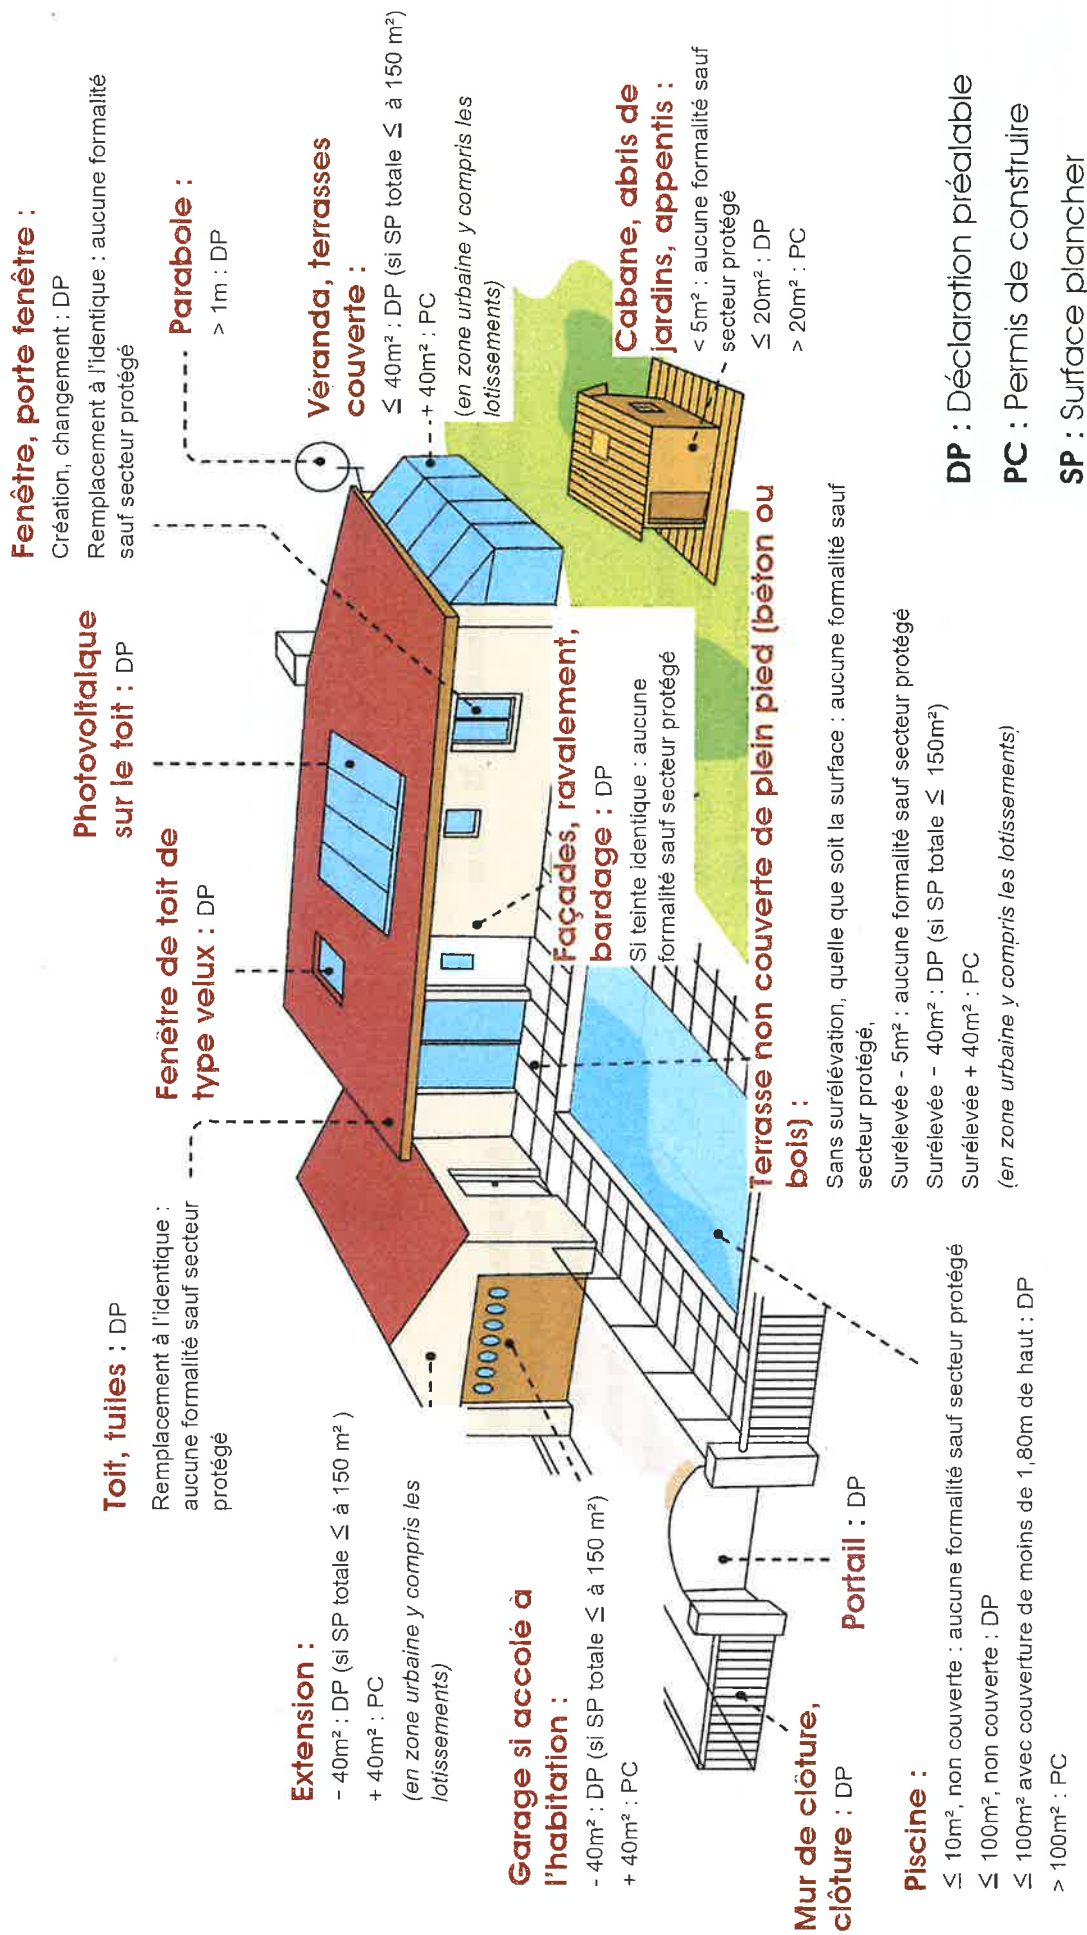 Fenêtre, porte fenêtre :
Création, changement : DP
Remplacement à l'identique : aucune formalité
sauf secteur protégé
Photovoltaïque
sur le toit : DP
Parabole :
> 1m : DP
Toit, tuiles : DP
Remplacement à l'identique :
aucune formalité sauf secteur
protégé
Fenêtre de toit de
type velux : DP
Véranda, terrasses
couverte :
≤ 40m² : DP (si SP totale ≤ à 150 m²)
+ 40m² : PC
(en zone urbaine y compris les
lotissements)
Extension :
- 40m² : DP (si SP totale ≤ à 150 m² )
+ 40m² : PC
(en zone urbaine y compris les
lotissements)
Garage si accolé à
l'habitation :
- 40m² : DP (si SP totale ≤ à 150 m²)
+ 40m² : PC
Façades, ravalement,
bardage : DP
Si teinte identique : aucune
formalité sauf secteur protégé
Cabane, abris de
jardins, appentis :
< 5m² : aucune formalité sauf
secteur protégé
≤ 20m² : DP
> 20m² : PC
Terrasse non couverte de plein pied (béton ou
bois) :
Sans surélévation, quelle que soit la surface : aucune formalité sauf
secteur protégé,
Surélevée - 5m² : aucune formalité sauf secteur protégé
Surélevée - 40m² : DP (si SP totale ≤ 150m²)
Surélevée + 40m² : PC
(en zone urbaine y compris les lotissements)
Mur de clôture,
clôture : DP
Portail : DP
Piscine :
≤ 10m², non couverte : aucune formalité sauf secteur protégé
≤ 100m², non couverte : DP
≤ 100m² avec couverture de moins de 1,80m de haut : DP
> 100m² : PC
DP : Déclaration préalable
PC : Permis de construire
SP : Surface plancher